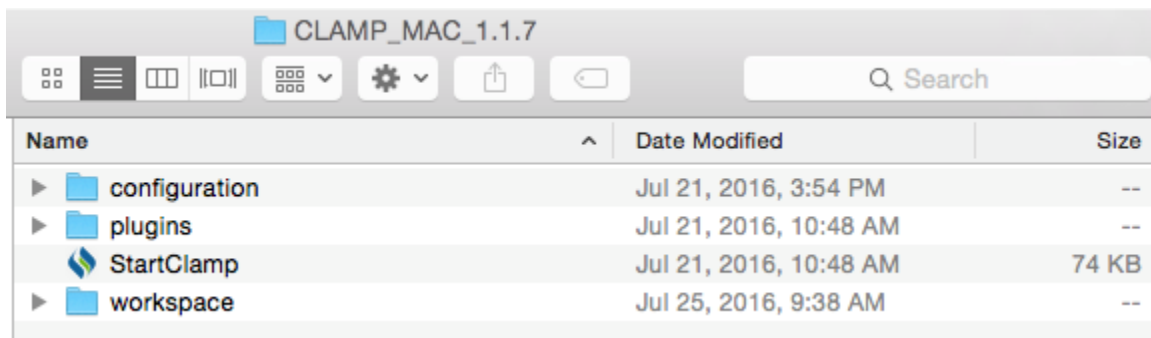 CLAMP_MAC_1.1.7
Search
Name Date Modified Size
configuration Jul 21, 2016, 3:54 PM --
plugins Jul 21, 2016, 10:48 AM --
StartClamp Jul 21, 2016, 10:48 AM 74 KB
workspace Jul 25, 2016, 9:38 AM --